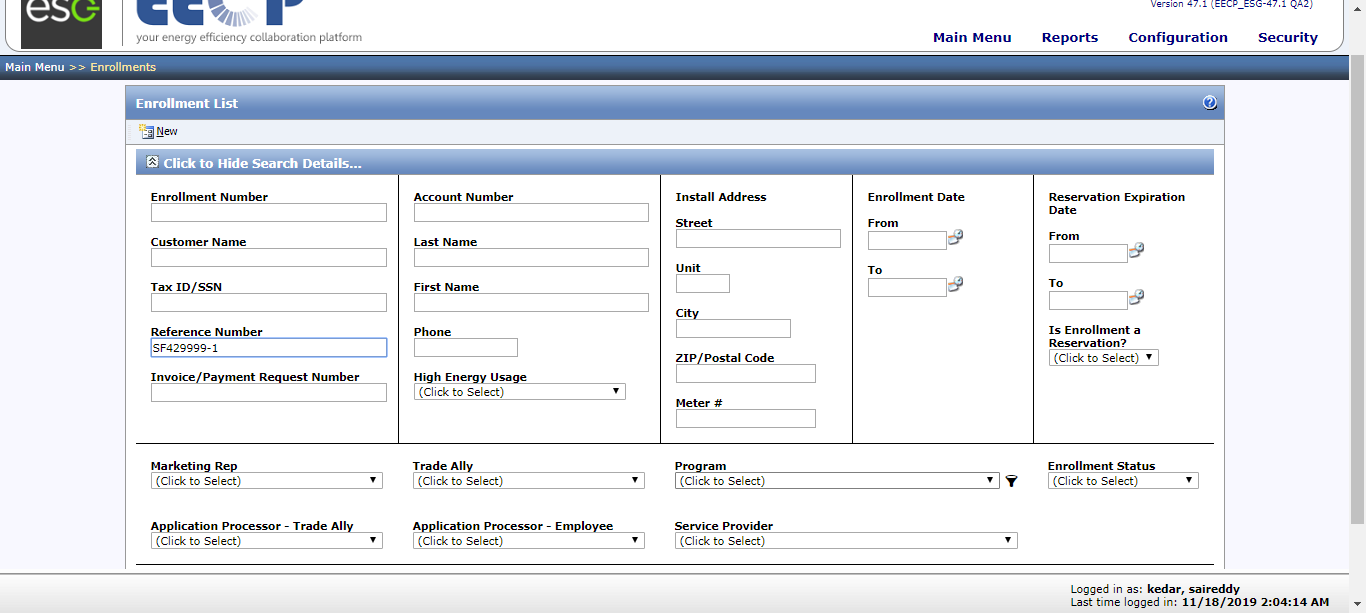 esg
EECP
your energy efficiency collaboration platform
Version 47.1 (EECP_ESG-47.1 QA2)
Main Menu Reports Configuration Security
Main Menu >> Enrollments
Enrollment List
New
Click to Hide Search Details...
Enrollment Number
Customer Name
Tax ID/SSN
Reference Number
SF429999-1
Invoice/Payment Request Number
Account Number
Last Name
First Name
Phone
High Energy Usage
(Click to Select)
Install Address
Street
Unit
City
ZIP/Postal Code
Meter #
Enrollment Date
From
To
Reservation Expiration
Date
From
To
Is Enrollment a
Reservation?
(Click to Select)
Marketing Rep
(Click to Select)
Trade Ally
(Click to Select)
Program
(Click to Select)
Enrollment Status
(Click to Select)
Application Processor - Trade Ally
(Click to Select)
Application Processor - Employee
(Click to Select)
Service Provider
(Click to Select)
Logged in as: kedar, saireddy
Last time logged in: 11/18/2019 2:04:14 AM